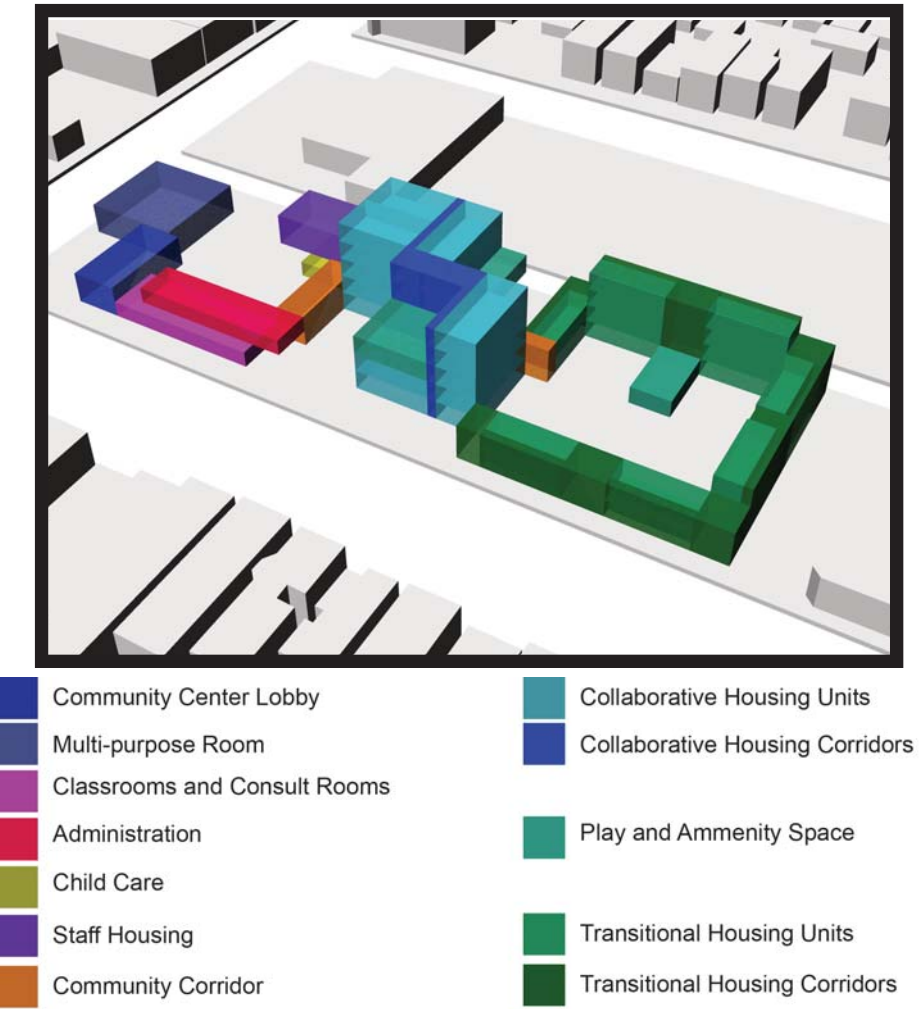 Community Center Lobby
Multi-purpose Room
Classrooms and Consult Rooms
Administration
Child Care
Staff Housing
Community Corridor
Collaborative Housing Units
Collaborative Housing Corridors
Play and Ammenity Space
Transitional Housing Units
Transitional Housing Corridors